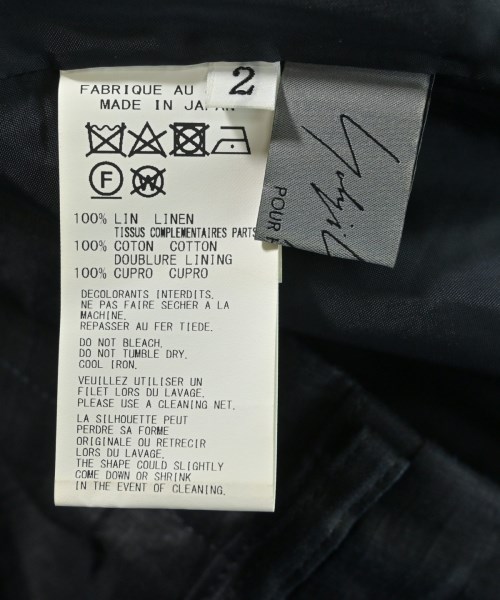 FABRIQUE AU
2
MADE IN JAPAN
F
W
100% LIN LINEN
TISSUS COMPLEMENTAIRES PARTS
100% COTON COTTON
DOUBLURE LINING
100% CUPRO CUPRO
DECOLORANTS INTERDITS.
NE PAS FAIRE SECHER A LA
MACHINE.
REPASSER AU FER TIEDE.
DO NOT BLEACH.
DO NOT TUMBLE DRY.
COOL IRON.
VEUILLEZ UTILISER UN
FILET LORS DU LAVAGE.
PLEASE USE A CLEANING NET.
LA SILHOUETTE PEUT
PERDRE SA FORME
ORIGINALE OU RETRECIR
LORS DU LAVAGE.
THE SHAPE COULD SLIGHTLY
COME DOWN OR SHRINK
IN THE EVENT OF CLEANING.
Yohji
POUR